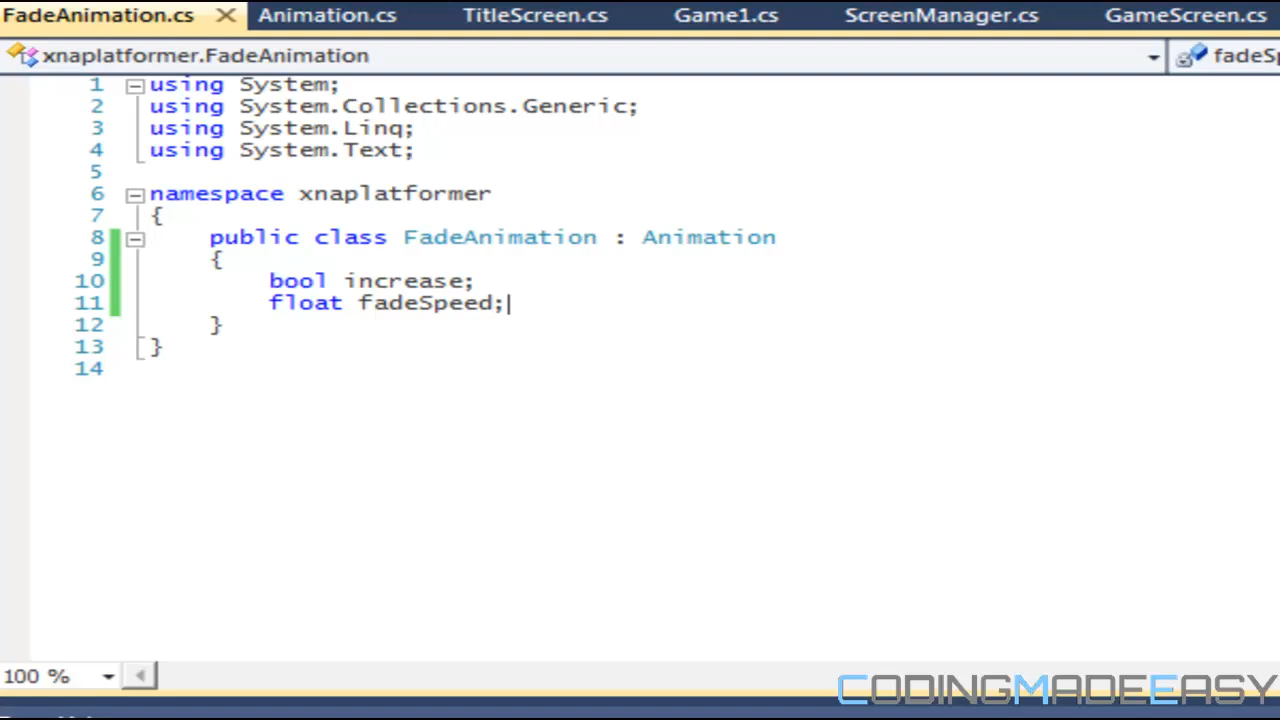 FadeAnimation.cs Animation.cs TitleScreen.cs Game1.cs ScreenManager.cs GameScreen.cs
xnaplatformer.FadeAnimation fadeSp
1 using System;
2 using System.Collections.Generic;
3 using System.Linq;
4 using System.Text;
5
6 namespace xnaplatformer
7 {
8 public class FadeAnimation : Animation
9 {
10 bool increase;
11 float fadeSpeed;
12 }
13 }
14
100 %
CODINGMADEEASY